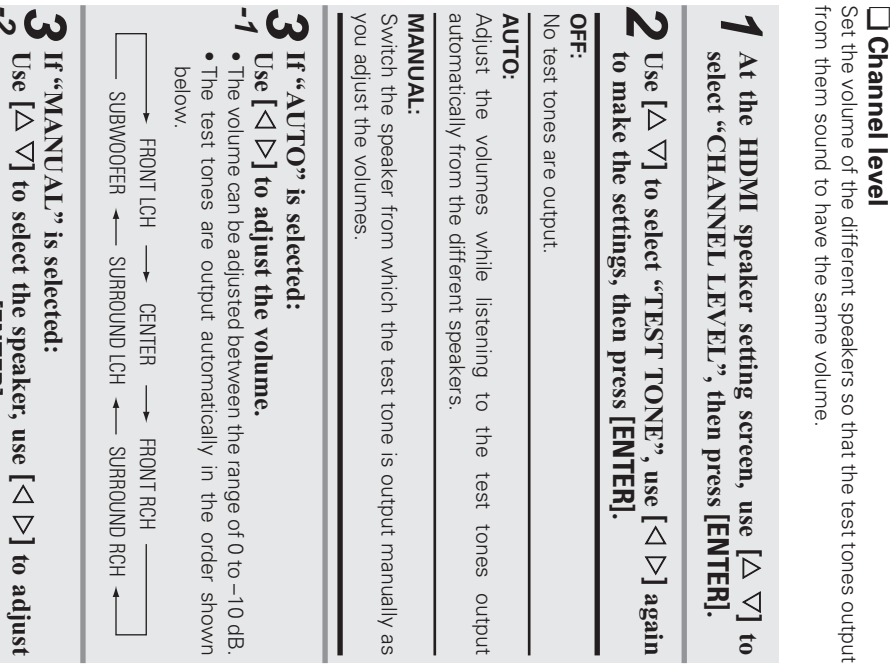 □ Channel level
Set the volume of the different speakers so that the test tones output
from them sound to have the same volume.
1 At the HDMI speaker setting screen, use [△ ▽] to
select “CHANNEL LEVEL”, then press [ENTER].
2 Use [△ ▽] to select “TEST TONE”, use [◁ ▷] again
to make the settings, then press [ENTER].
OFF:
No test tones are output.
AUTO:
Adjust the volumes while listening to the test tones output
automatically from the different speakers.
MANUAL:
Switch the speaker from which the test tone is output manually as
you adjust the volumes.
3 If “AUTO” is selected:
-1 Use [◁ ▷] to adjust the volume.
• The volume can be adjusted between the range of 0 to –10 dB.
• The test tones are output automatically in the order shown
below.
FRONT LCH → CENTER → FRONT RCH
SUBWOOFER ← SURROUND LCH ← SURROUND RCH
3 If “MANUAL” is selected:
-2 Use [△ ▽] to select the speaker, use [◁ ▷] to adjust